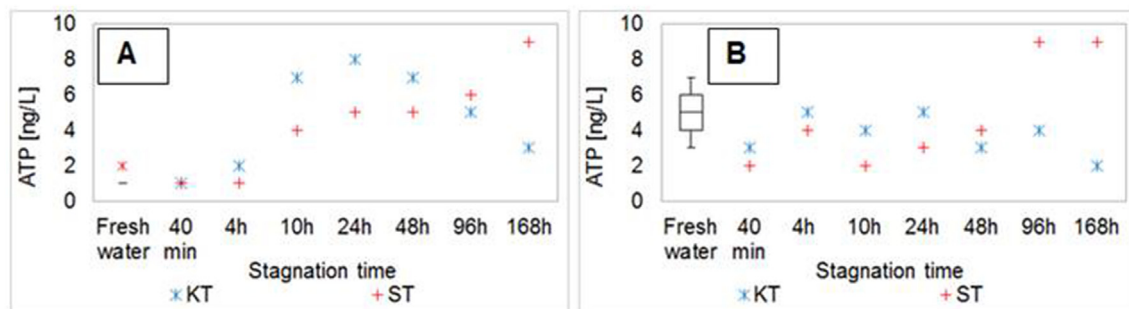 A
10
8
6
4
2
0
ATP [ng/L]
Fresh water 40 min 4h 10h 24h 48h 96h 168h
Stagnation time
KT ST
B
10
8
6
4
2
0
ATP [ng/L]
Fresh water 40 min 4h 10h 24h 48h 96h 168h
Stagnation time
KT ST